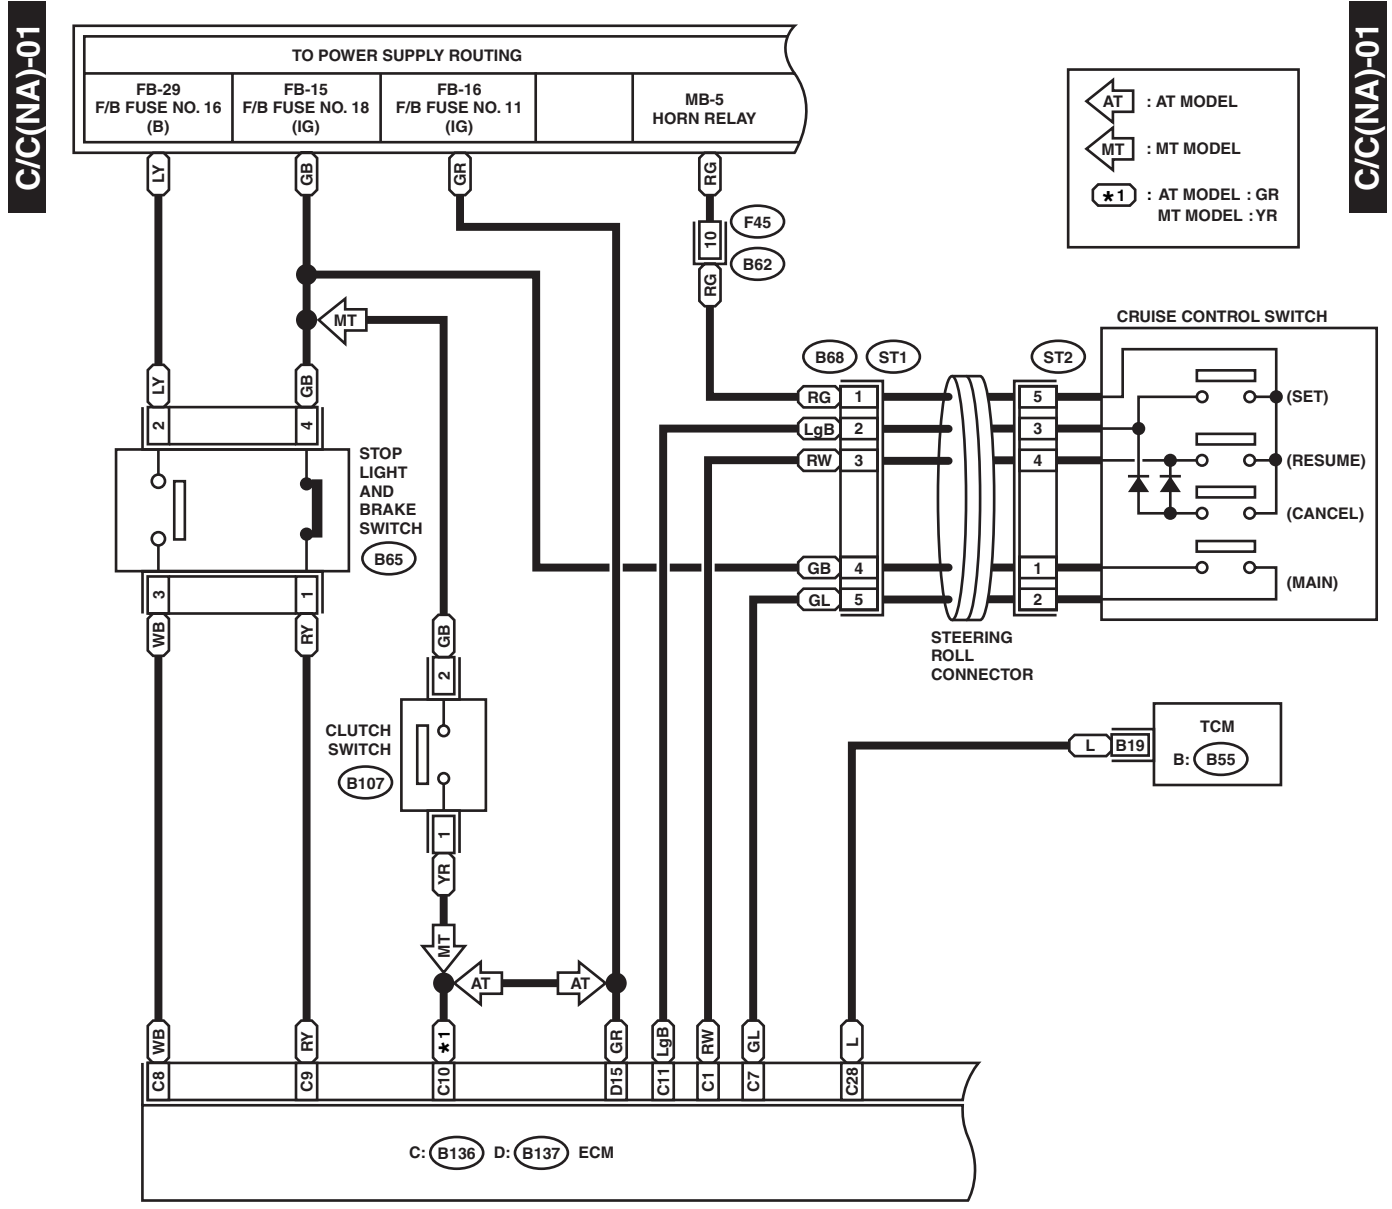 C/C(NA)-01
C/C(NA)-01
TO POWER SUPPLY ROUTING
FB-29
F/B FUSE NO. 16
(B)
FB-15
F/B FUSE NO. 18
(IG)
FB-16
F/B FUSE NO. 11
(IG)
MB-5
HORN RELAY
AT : AT MODEL
MT : MT MODEL
*1 : AT MODEL : GR
MT MODEL : YR
LY
GB
GR
RG
10
F45
B62
RG
MT
LY
GB
2
4
STOP
LIGHT
AND
BRAKE
SWITCH
B65
3
1
WB
RY
CRUISE CONTROL SWITCH
B68
ST1
ST2
RG 1
5
(SET)
LgB 2
3
RW 3
4
(RESUME)
(CANCEL)
GB 4
1
(MAIN)
GL 5
2
STEERING
ROLL
CONNECTOR
GB
2
CLUTCH
SWITCH
B107
1
YR
MT
AT
AT
TCM
B: B55
L B19
WB
RY
*1
GR
LgB
RW
GL
L
C8
C9
C10
D15
C11
C1
C7
C28
C: B136 D: B137 ECM